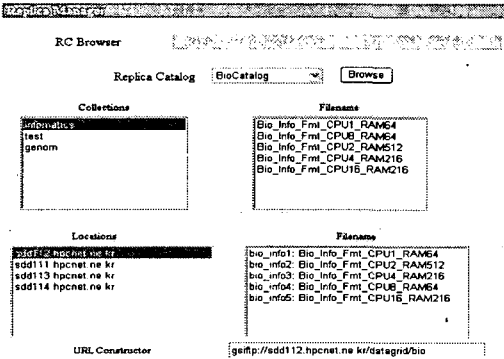 Replica Manager
RC Browser
Replica Catalog BioCatalog Browse
Collections
informatics
test
genom
Filename
Bio_Info_Fmt_CPU1_RAM64
Bio_Info_Fmt_CPU8_RAM64
Bio_Info_Fmt_CPU2_RAM512
Bio_Info_Fmt_CPU4_RAM216
Bio_Info_Fmt_CPU16_RAM216
Locations
sdd112.hpcnet.ne.kr
sdd111 hpcnet.ne kr
sdd113 hpcnet.ne kr
sdd114 hpcnet.ne kr
Filename
bio_info1: Bio_Info_Fmt_CPU1_RAM64
bio_info2: Bio_Info_Fmt_CPU2_RAM512
bio_info3: Bio_Info_Fmt_CPU4_RAM216
bio_info4: Bio_Info_Fmt_CPU8_RAM64
bio_info5: Bio_Info_Fmt_CPU16_RAM216
URL Constructor gsiftp://sdd112.hpcnet.ne kr/datagrid/bio